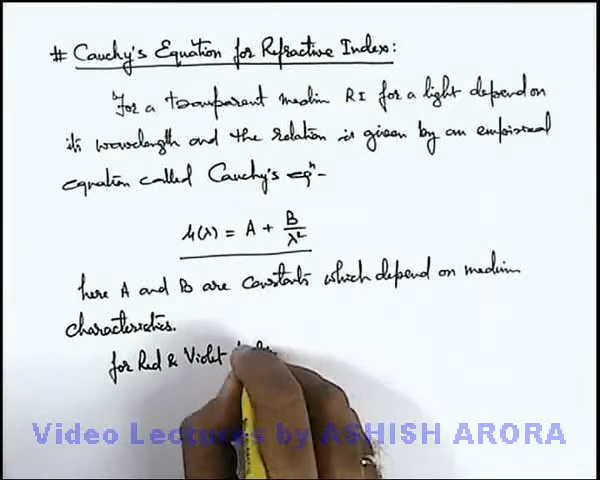 # Cauchy's Equation for Refractive Index:
For a transparent medium RI for a light depend on
its wavelength and the relation is given by an empirical
equation called Cauchy's eqⁿ -
μ(λ) = A + B/λ²
here A and B are constants which depend on medium
characteristics.
for Red & Violet
Video Lectures by ASHISH ARORA